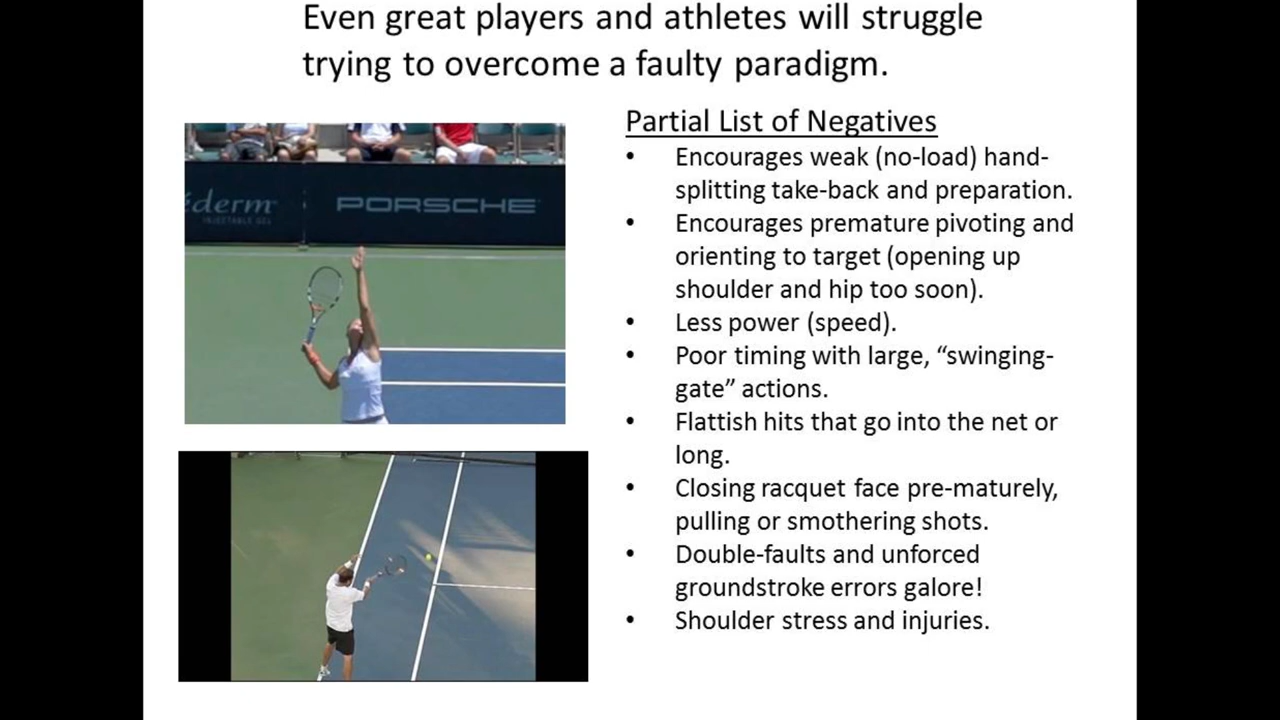 Even great players and athletes will struggle
trying to overcome a faulty paradigm.
Partial List of Negatives
• Encourages weak (no-load) hand-
splitting take-back and preparation.
• Encourages premature pivoting and
orienting to target (opening up
shoulder and hip too soon).
• Less power (speed).
• Poor timing with large, “swinging-
gate” actions.
• Flattish hits that go into the net or
long.
• Closing racquet face pre-maturely,
pulling or smothering shots.
• Double-faults and unforced
groundstroke errors galore!
• Shoulder stress and injuries.
éderm
INJECTABLE GEL
PORSCHE